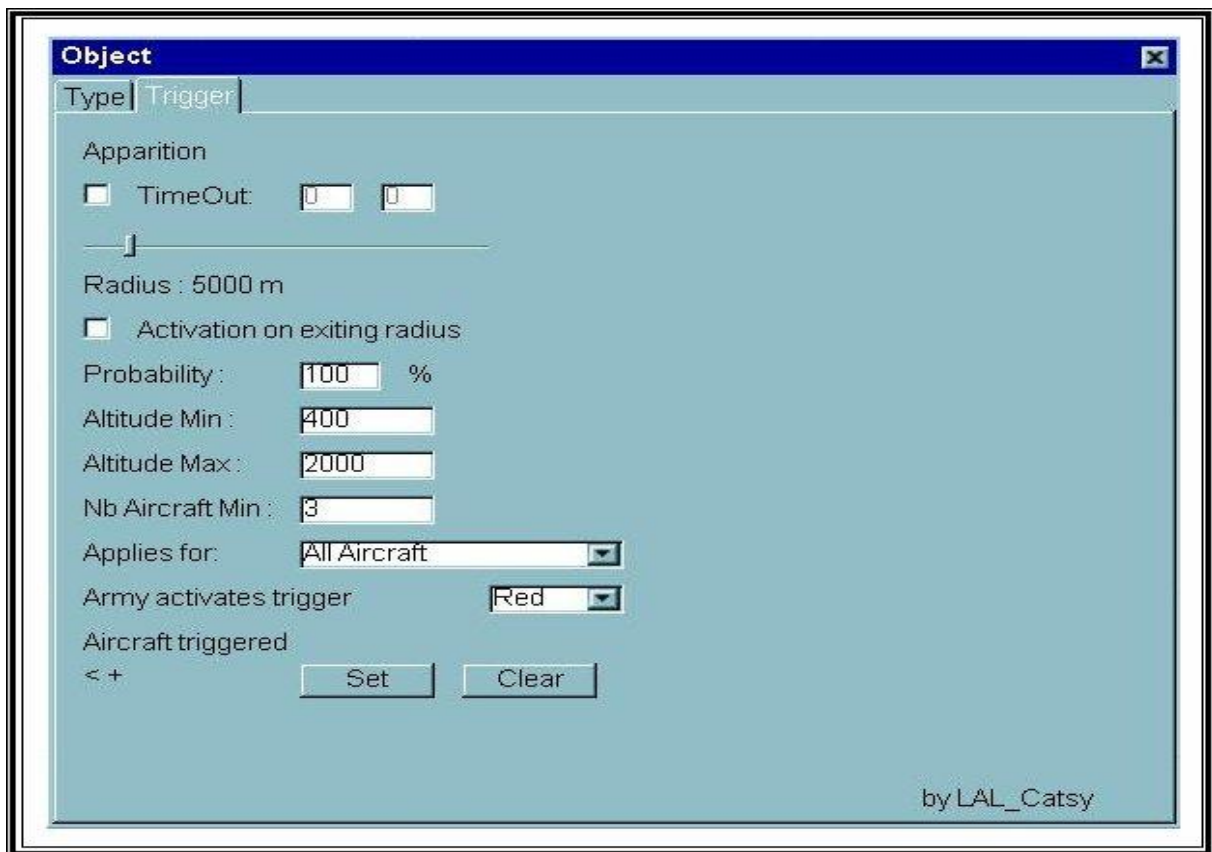 Object
Type Trigger
Apparition
TimeOut: 0 0
Radius : 5000 m
Activation on exiting radius
Probability : 100 %
Altitude Min : 400
Altitude Max : 2000
Nb Aircraft Min : 3
Applies for: All Aircraft
Army activates trigger Red
Aircraft triggered
< + Set Clear
by LAL_Catsy